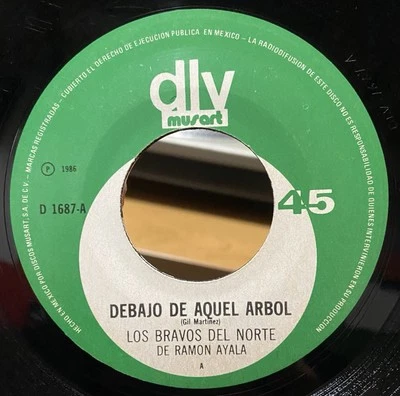 HECHO EN MEXICO POR DISCOS MUSART, S.A. DE C.V. - MARCAS REGISTRADAS - CUBIERTO EL DERECHO DE EJECUCION PUBLICA EN MEXICO - LA RADIODIFUSION DE ESTE DISCO NO ES RESPONSABILIDAD DE QUIENES INTERVINIERON EN SU PRODUCCION
dlv
musart
P 1986
D 1687-A
45
DEBAJO DE AQUEL ARBOL
(Gil Martínez)
LOS BRAVOS DEL NORTE
DE RAMON AYALA
A